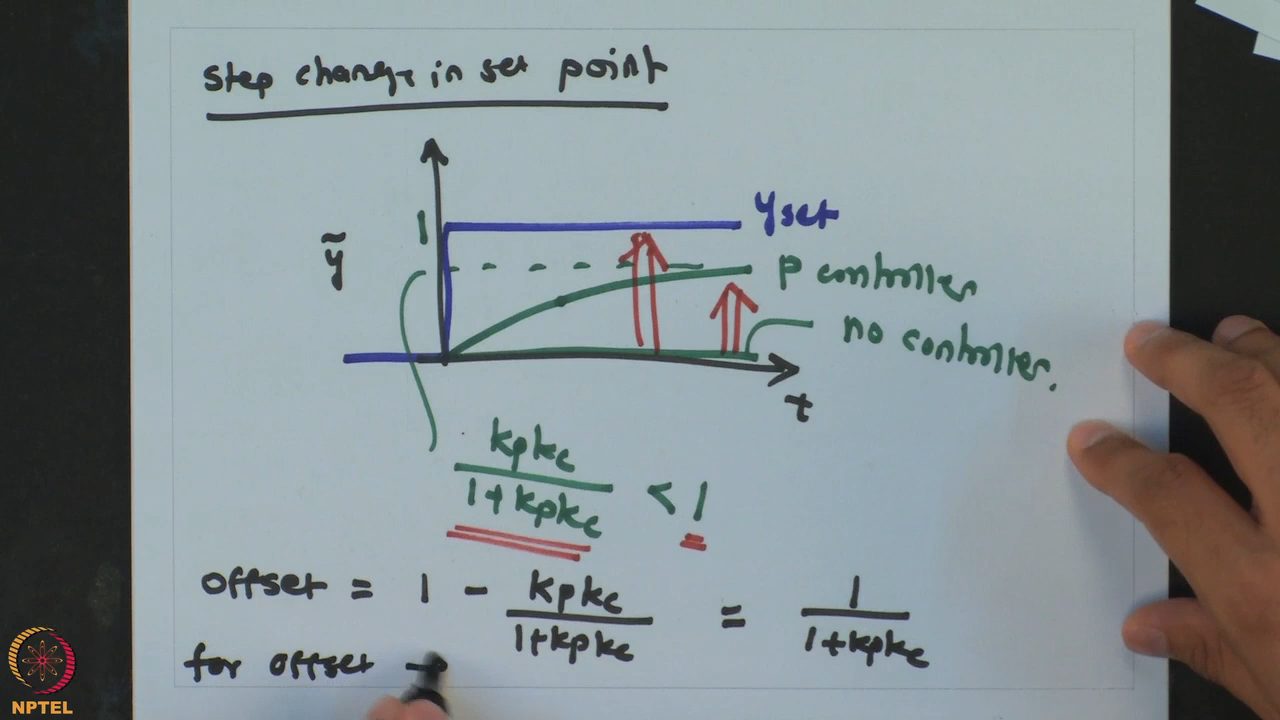 step change in set point
1
ỹ
yset
P controller
no controller.
t
kpkc / 1+kpkc < 1
offset = 1 - kpkc / 1+kpkc = 1 / 1+kpkc
for offset →
NPTEL